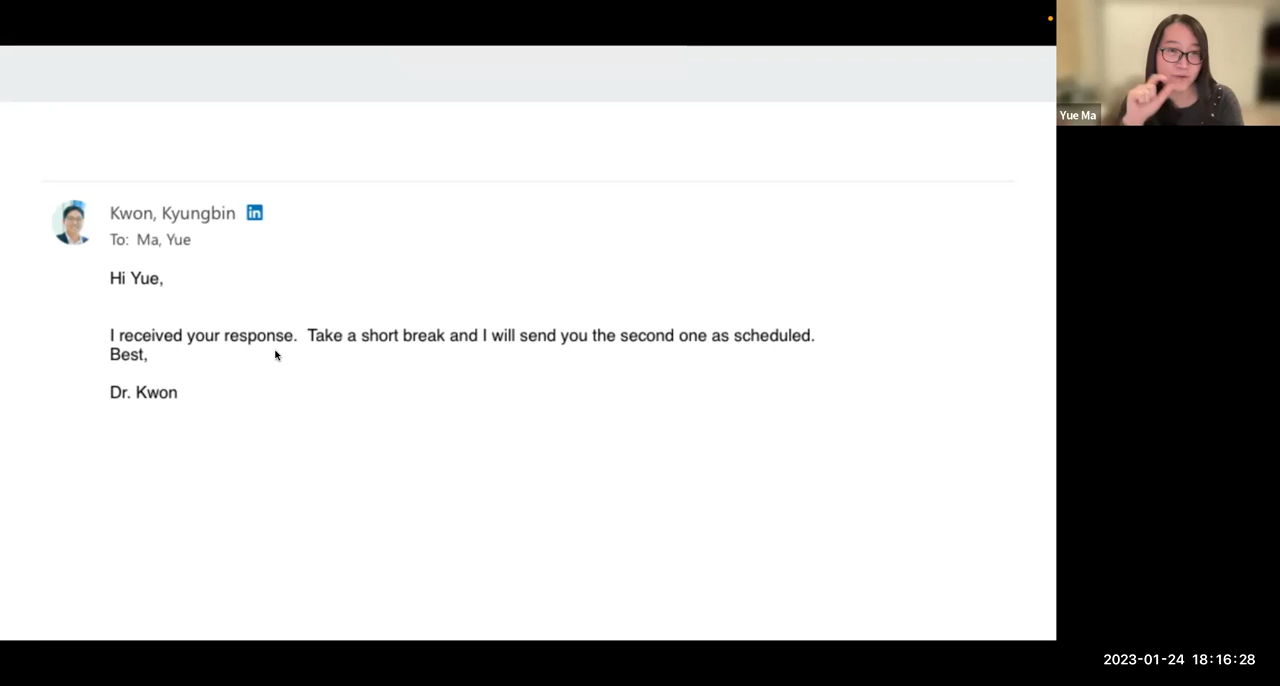 Yue Ma
Kwon, Kyungbin in
To: Ma, Yue
Hi Yue,
I received your response. Take a short break and I will send you the second one as scheduled.
Best,
Dr. Kwon
2023-01-24 18:16:28